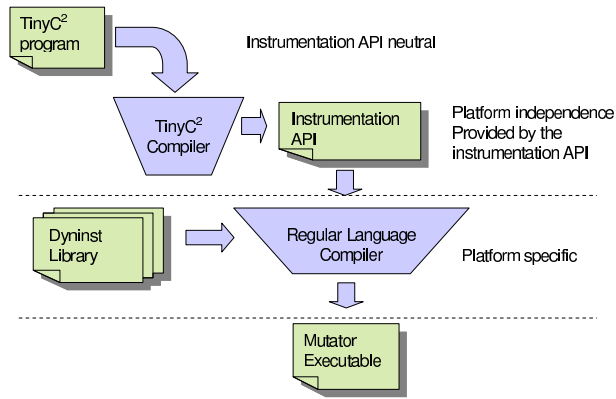 TinyC²
program
Instrumentation API neutral
TinyC²
Compiler
Instrumentation
API
Platform independence
Provided by the
instrumentation API
Dyninst
Library
Regular Language
Compiler
Platform specific
Mutator
Executable